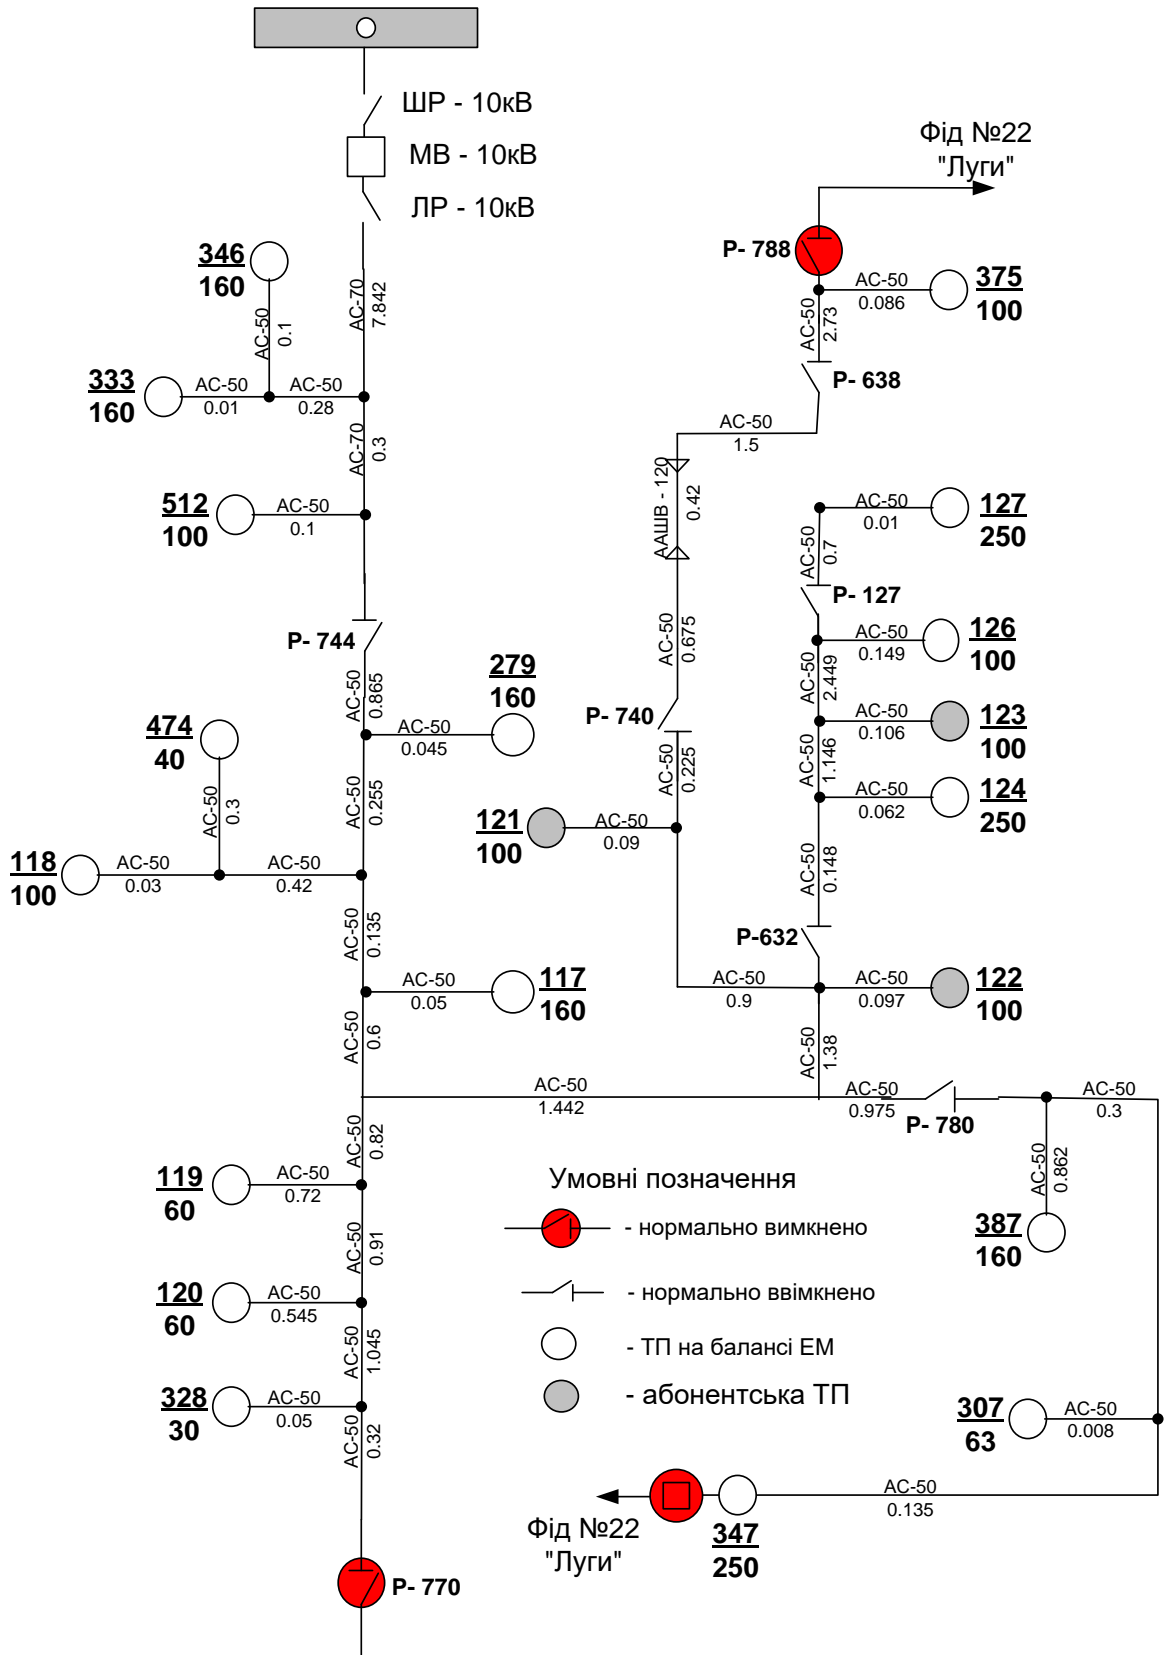 ШР - 10кВ
МВ - 10кВ
ЛР - 10кВ
Фід №22
"Луги"
Р- 788
АС-50
0.086
375
100
АС-50
2.73
Р- 638
АС-50
1.5
ААШВ - 120
0.42
346
160
АС-50
0.1
АС-70
7.842
333
160
АС-50
0.01
АС-50
0.28
АС-70
0.3
512
100
АС-50
0.1
АС-50
0.01
127
250
АС-50
0.7
Р- 127
АС-50
0.149
126
100
АС-50
2.449
АС-50
0.675
Р- 744
АС-50
0.865
279
160
АС-50
0.045
Р- 740
АС-50
0.106
123
100
АС-50
1.146
474
40
АС-50
0.3
АС-50
0.255
АС-50
0.225
АС-50
0.062
124
250
121
100
АС-50
0.09
118
100
АС-50
0.03
АС-50
0.42
АС-50
0.148
АС-50
0.135
Р-632
АС-50
0.05
117
160
0.9
АС-50
0.097
122
100
АС-50
0.6
АС-50
1.38
АС-50
1.442
АС-50
0.975
Р- 780
АС-50
0.3
АС-50
0.82
АС-50
0.862
387
160
119
60
АС-50
0.72
АС-50
0.91
120
60
АС-50
0.545
АС-50
1.045
328
30
АС-50
0.05
АС-50
0.32
Умовні позначення
- нормально вимкнено
- нормально ввімкнено
- ТП на балансі ЕМ
- абонентська ТП
307
63
АС-50
0.008
АС-50
0.135
347
250
Фід №22
"Луги"
Р- 770